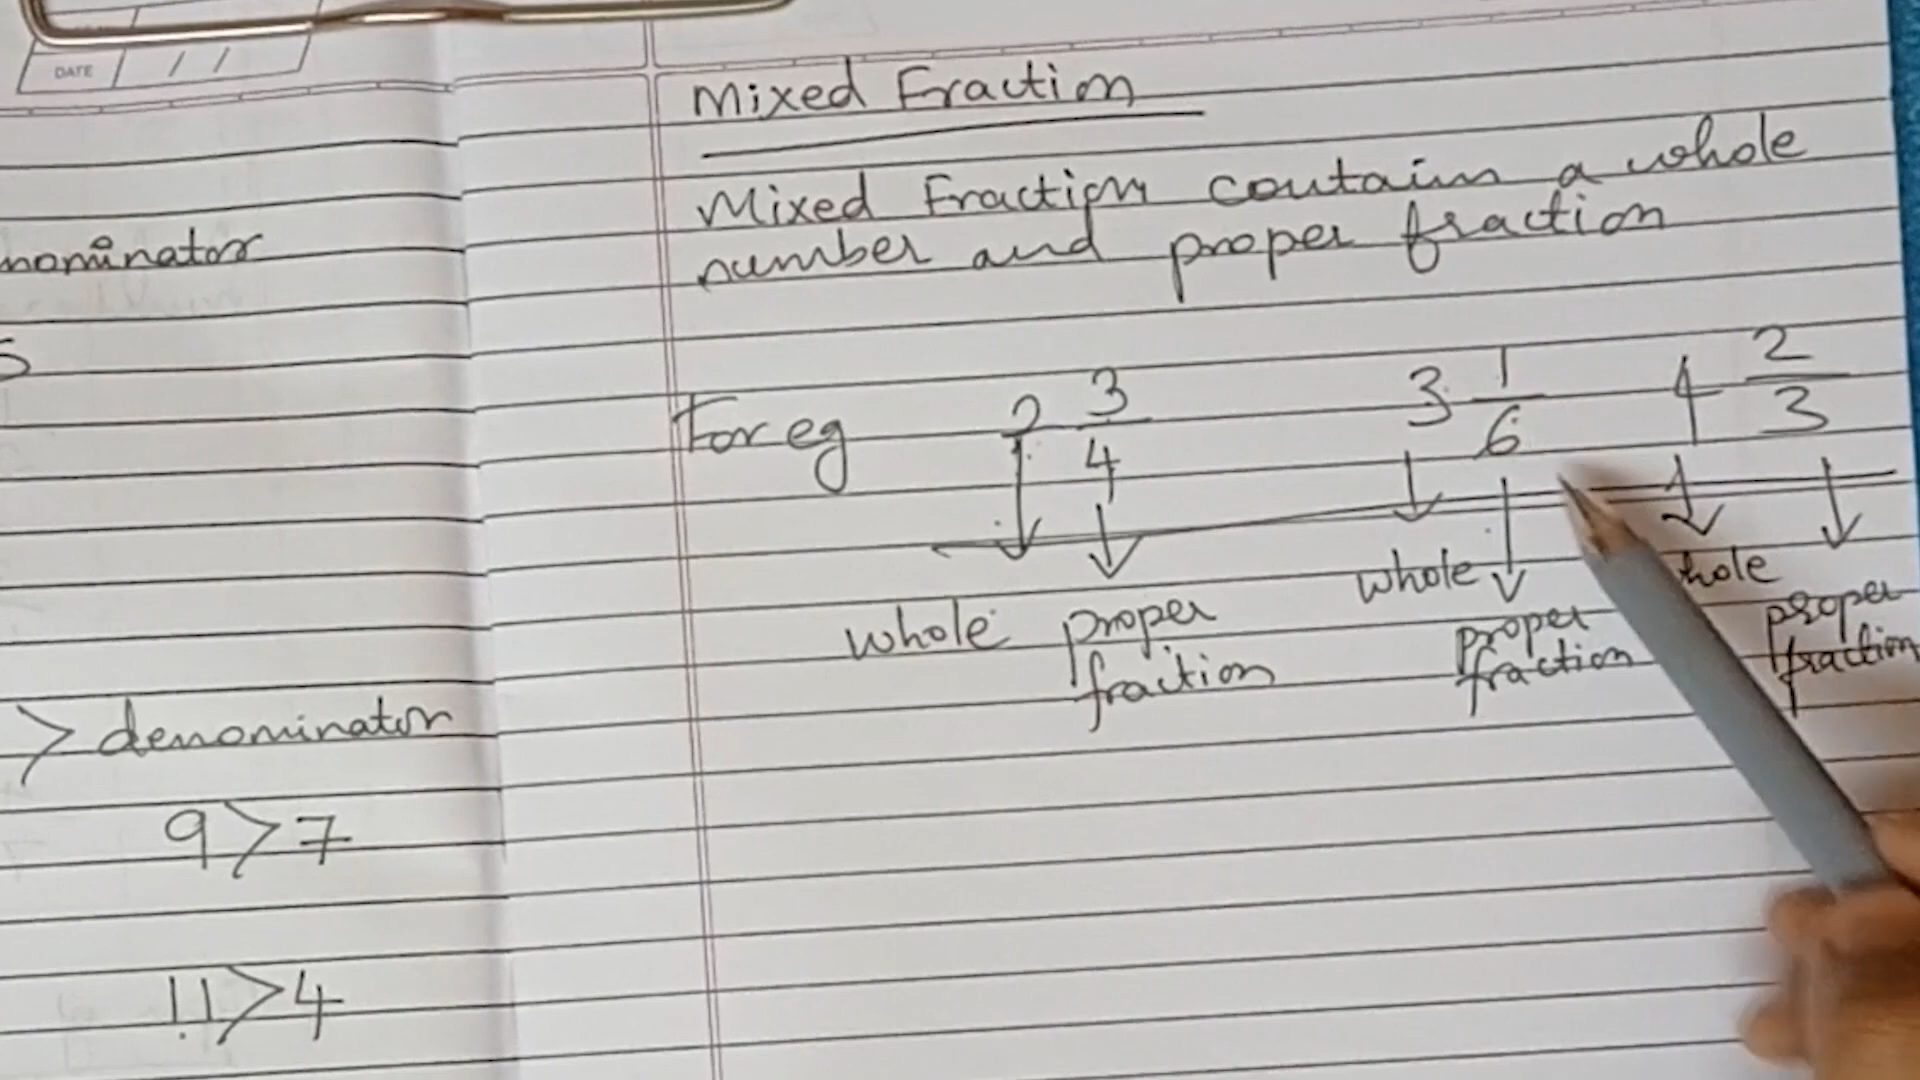 DATE / /
nominator
5
> denominator
9 > 7
11 > 4
Mixed Fraction
Mixed Fraction contains a whole
number and proper fraction
For eg 2 3/4 3 1/6 4 2/3
whole proper fraction
whole proper fraction
hole proper fraction